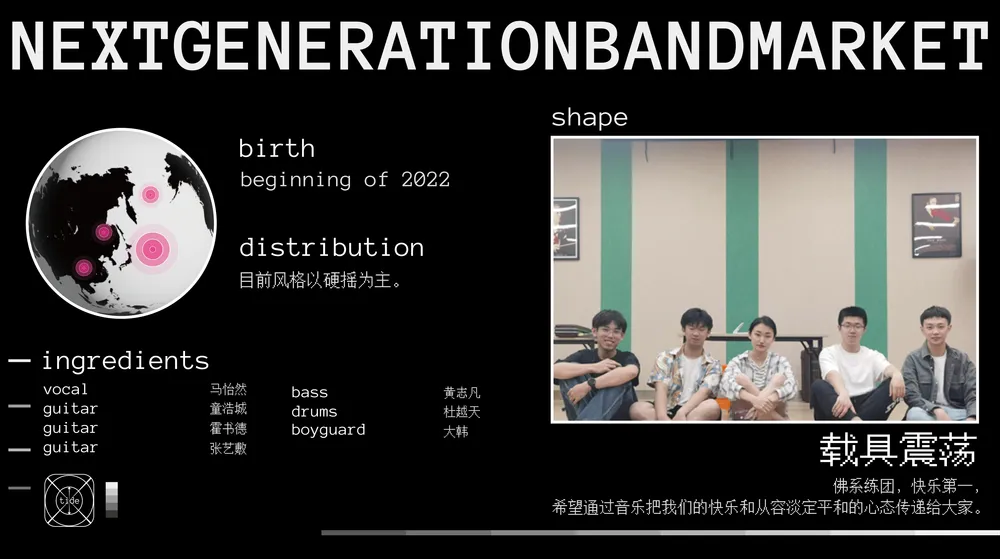 NEXTGENERATIONBANDMARKET
birth
beginning of 2022
distribution
目前风格以硬摇为主。
ingredients
vocal 马怡然
guitar 童浩城
guitar 霍书德
guitar 张艺敷
bass 黄志凡
drums 杜越天
boyguard 大韩
tide
shape
载具震荡
佛系练团，快乐第一，
希望通过音乐把我们的快乐和从容淡定平和的心态传递给大家。